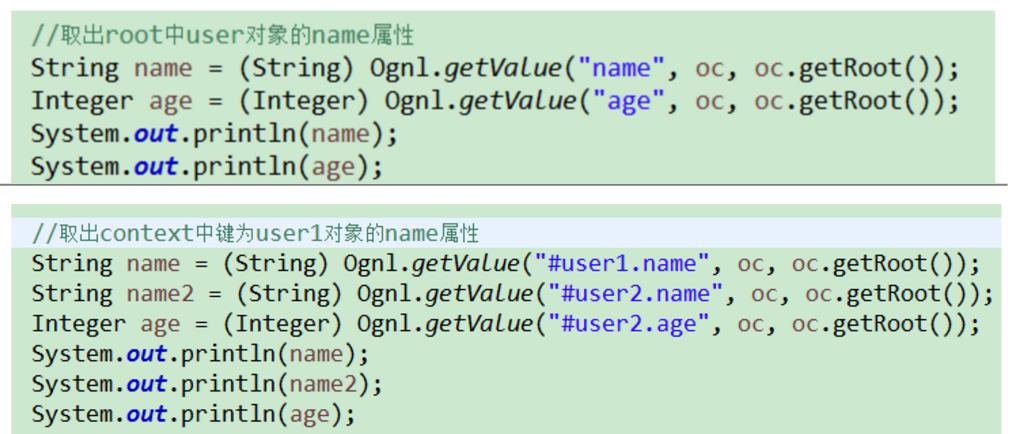 //取出root中user对象的name属性
String name = (String) Ognl.getValue("name", oc, oc.getRoot());
Integer age = (Integer) Ognl.getValue("age", oc, oc.getRoot());
System.out.println(name);
System.out.println(age);
//取出context中键为user1对象的name属性
String name = (String) Ognl.getValue("#user1.name", oc, oc.getRoot());
String name2 = (String) Ognl.getValue("#user2.name", oc, oc.getRoot());
Integer age = (Integer) Ognl.getValue("#user2.age", oc, oc.getRoot());
System.out.println(name);
System.out.println(name2);
System.out.println(age);